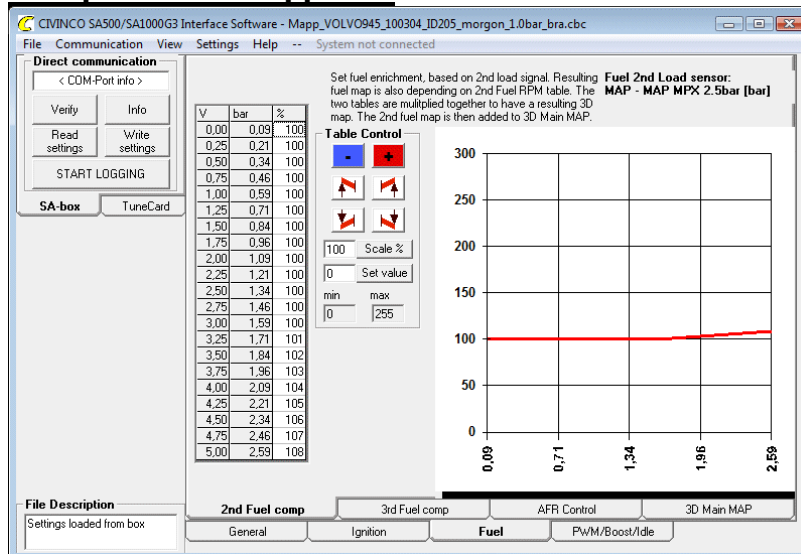 CIVINCO SA500/SA1000G3 Interface Software - Mapp_VOLVO945_100304_ID205_morgon_1.0bar_bra.cbc
File Communication View Settings Help -- System not connected
Direct communication
< COM-Port info >
Verify Info
Read settings Write settings
START LOGGING
SA-box TuneCard
Set fuel enrichment, based on 2nd load signal. Resulting
fuel map is also depending on 2nd Fuel RPM table. The
two tables are mulitplied together to have a resulting 3D
map. The 2nd fuel map is then added to 3D Main MAP.
Fuel 2nd Load sensor:
MAP - MAP MPX 2.5bar [bar]
V bar %
0,00 0,09 100
0,25 0,21 100
0,50 0,34 100
0,75 0,46 100
1,00 0,59 100
1,25 0,71 100
1,50 0,84 100
1,75 0,96 100
2,00 1,09 100
2,25 1,21 100
2,50 1,34 100
2,75 1,46 100
3,00 1,59 100
3,25 1,71 101
3,50 1,84 102
3,75 1,96 103
4,00 2,09 104
4,25 2,21 105
4,50 2,34 106
4,75 2,46 107
5,00 2,59 108
Table Control
- +
100 Scale %
0 Set value
min max
0 255
300
250
200
150
100
50
0
0,09 0,71 1,34 1,96 2,59
2nd Fuel comp 3rd Fuel comp AFR Control 3D Main MAP
General Ignition Fuel PWM/Boost/Idle
File Description
Settings loaded from box